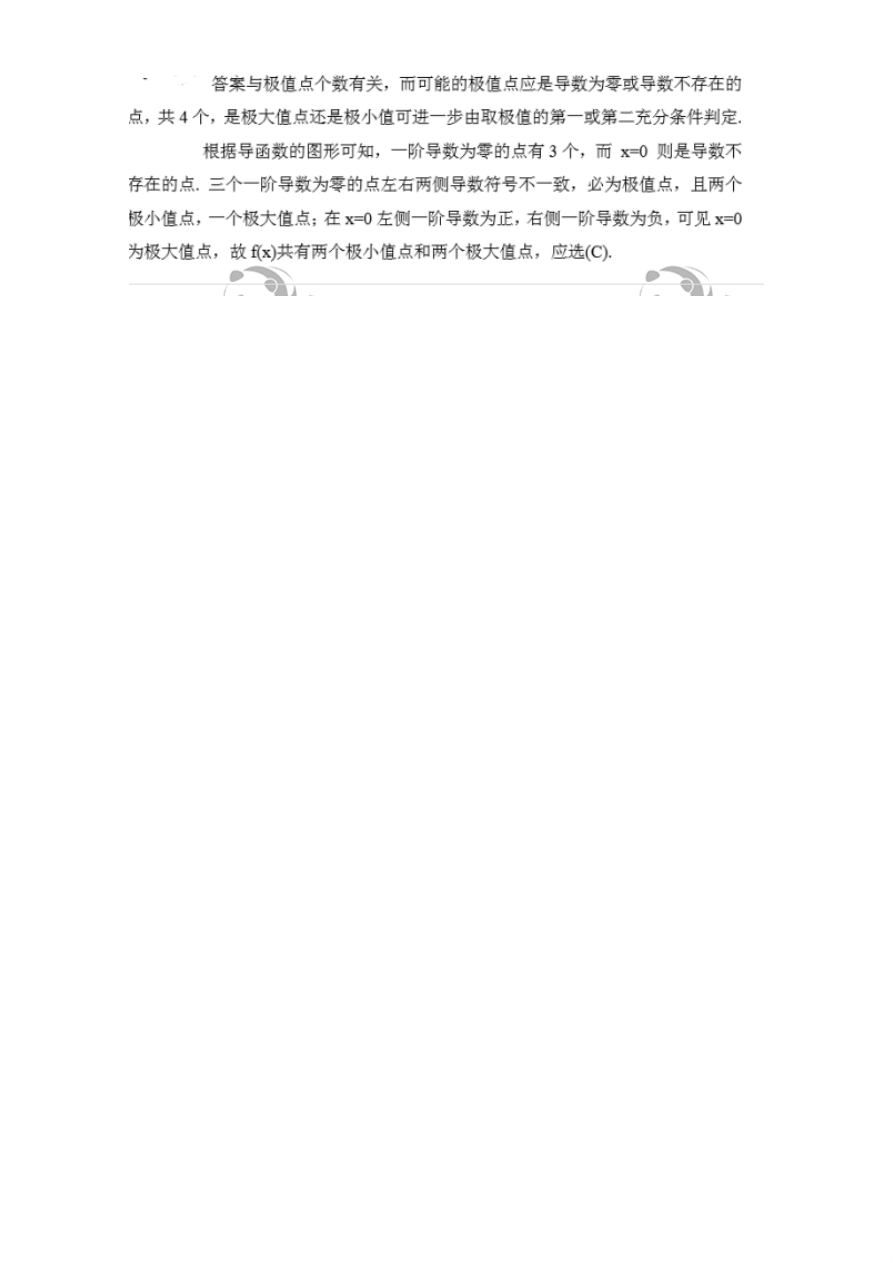 答案与极值点个数有关，而可能的极值点应是导数为零或导数不存在的
点，共 4 个，是极大值点还是极小值可进一步由取极值的第一或第二充分条件判定.
根据导函数的图形可知，一阶导数为零的点有 3 个，而 x=0 则是导数不
存在的点. 三个一阶导数为零的点左右两侧导数符号不一致，必为极值点，且两个
极小值点，一个极大值点；在 x=0 左侧一阶导数为正，右侧一阶导数为负，可见 x=0
为极大值点，故 f(x)共有两个极小值点和两个极大值点，应选(C).